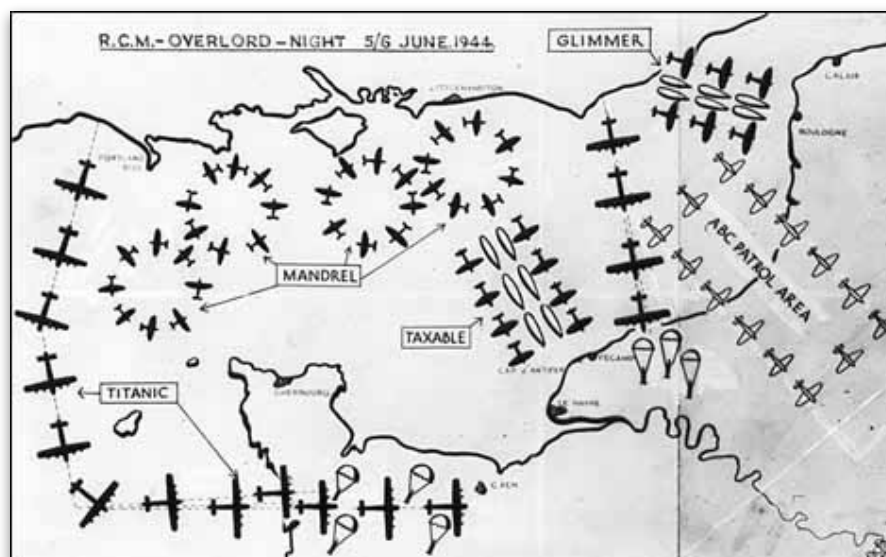 R.C.M.-OVERLORD-NIGHT 5/6 JUNE.1944
GLIMMER
CALAIS
LITTLEHAMPTON
BOULOGNE
PORTLAND
BILL
MANDREL
ABC PATROL AREA
TAXABLE
FECAMP
CAP D'ANTIFER
TITANIC
CHERBOURG
LE HAVRE
CAEN